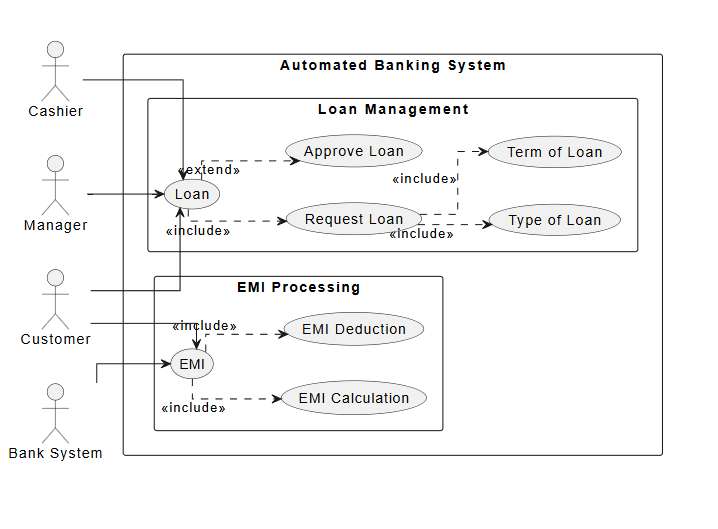 Automated Banking System
Cashier
Loan Management
Approve Loan
Term of Loan
«extend»
«include»
Loan
Manager
Request Loan
Type of Loan
«include»
«include»
EMI Processing
Customer
«include»
EMI Deduction
EMI
EMI Calculation
«include»
Bank System